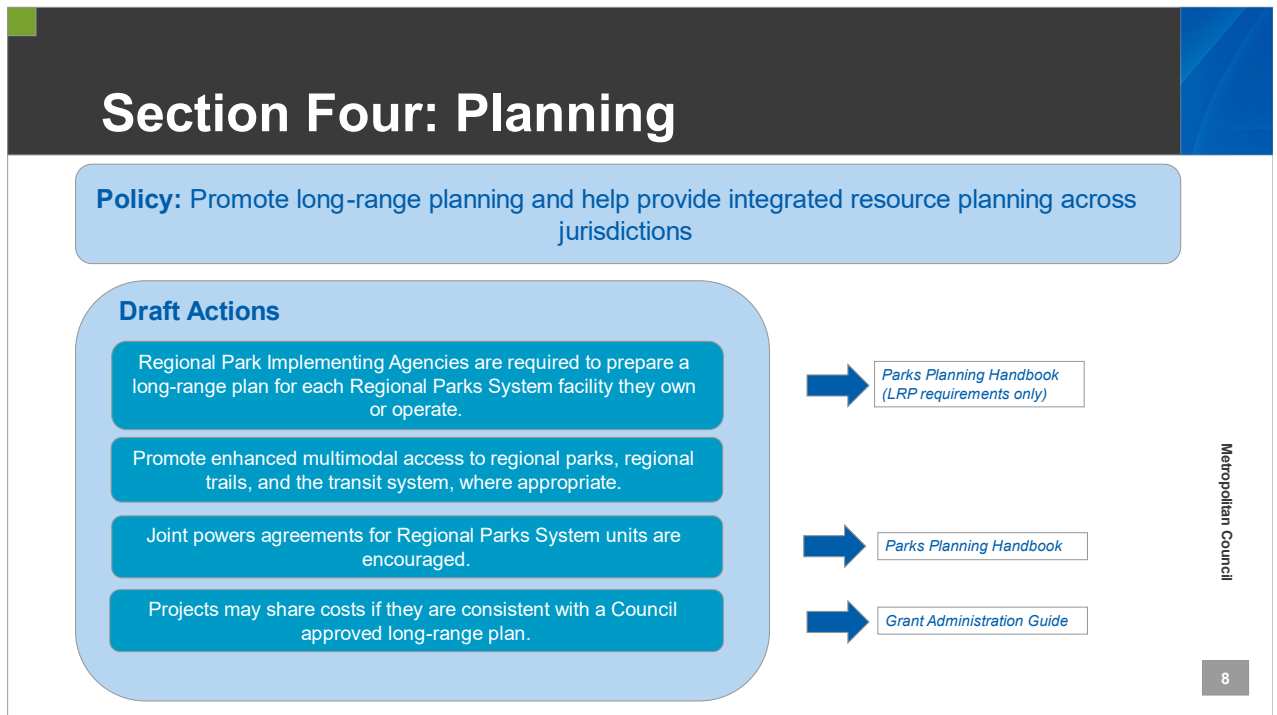 Section Four: Planning
Policy: Promote long-range planning and help provide integrated resource planning across
jurisdictions
Draft Actions
Regional Park Implementing Agencies are required to prepare a
long-range plan for each Regional Parks System facility they own
or operate.
Parks Planning Handbook
(LRP requirements only)
Promote enhanced multimodal access to regional parks, regional
trails, and the transit system, where appropriate.
Joint powers agreements for Regional Parks System units are
encouraged.
Parks Planning Handbook
Projects may share costs if they are consistent with a Council
approved long-range plan.
Grant Administration Guide
Metropolitan Council
8